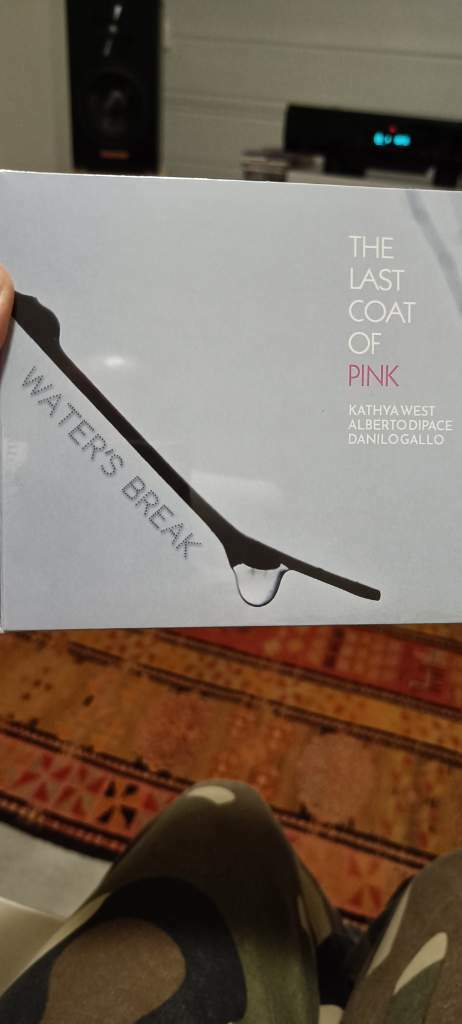 THE
LAST
COAT
OF
PINK
KATHYA WEST
ALBERTO DIPACE
DANILO GALLO
WATER'S BREAK